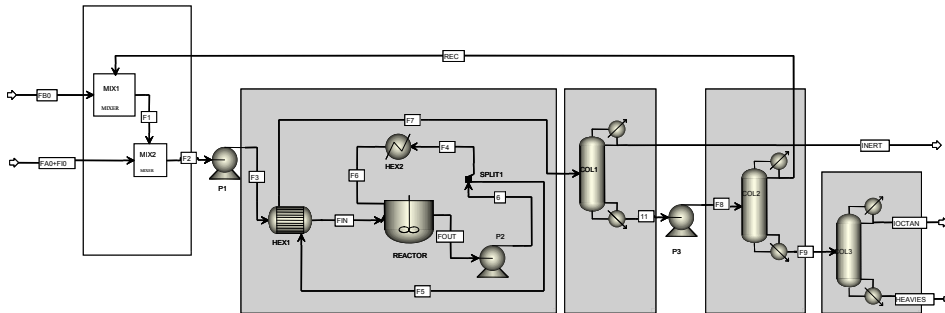 REC
MIX1
MIXER
FB0
F1
MIX2
MIXER
FA0+FI0
F2
P1
F3
F7
HEX1
FIN
F6
HEX2
F4
SPLIT1
6
REACTOR
FOUT
P2
F5
COL1
INERT
11
P3
F8
COL2
F9
COL3
IOCTAN
HEAVIES